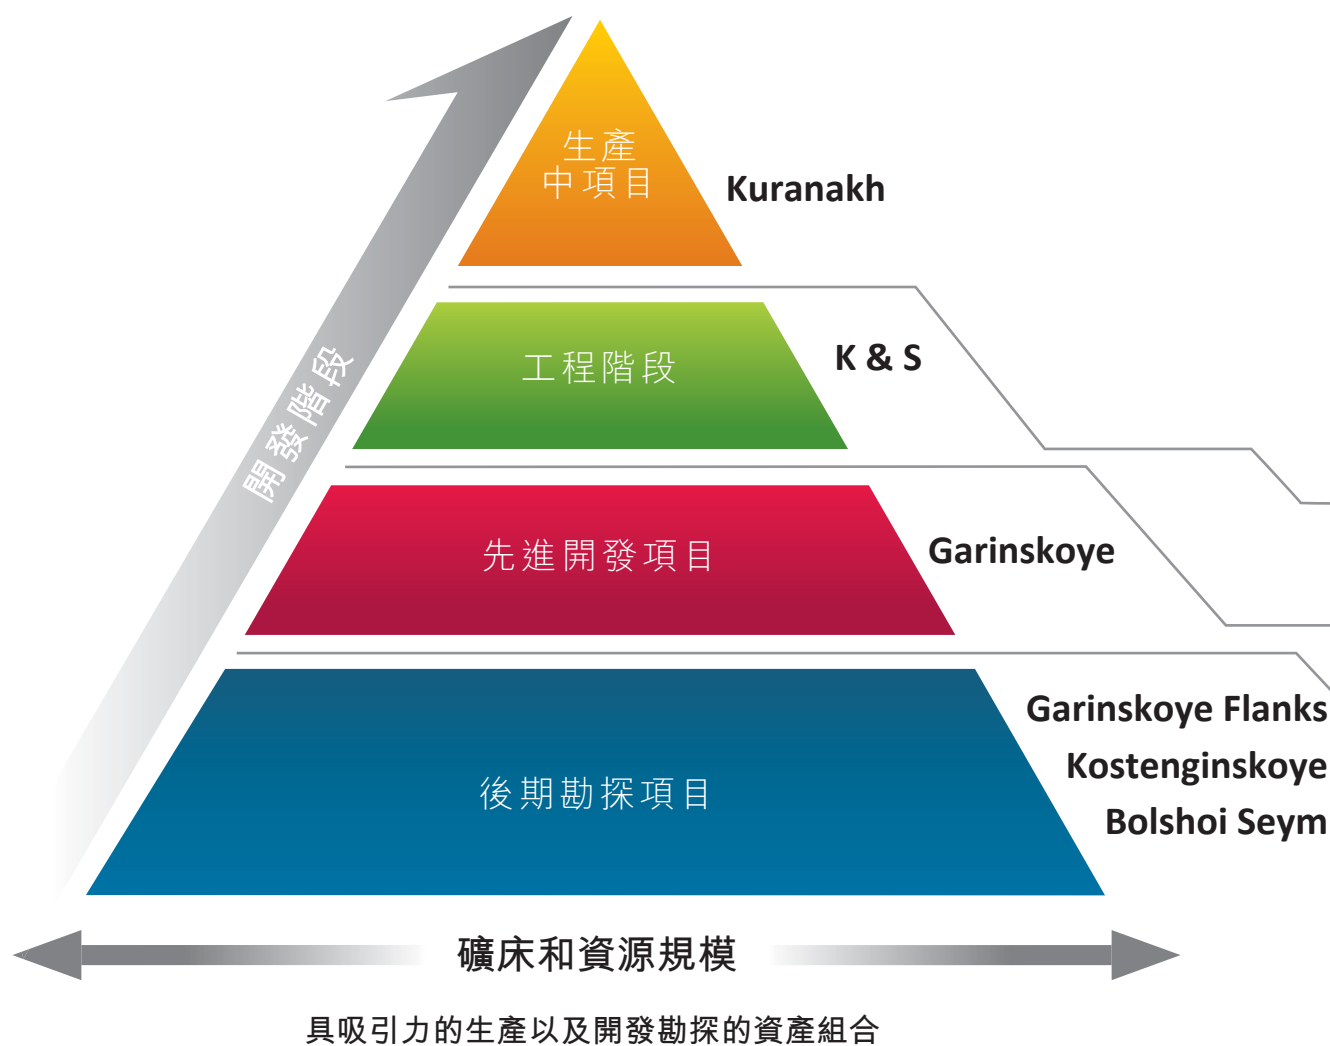 生產
中項目
Kuranakh
工程階段
K & S
開發階段
先進開發項目
Garinskoye
後期勘探項目
Garinskoye Flanks
Kostenginskoye
Bolshoi Seym
礦床和資源規模
具吸引力的生產以及開發勘探的資產組合